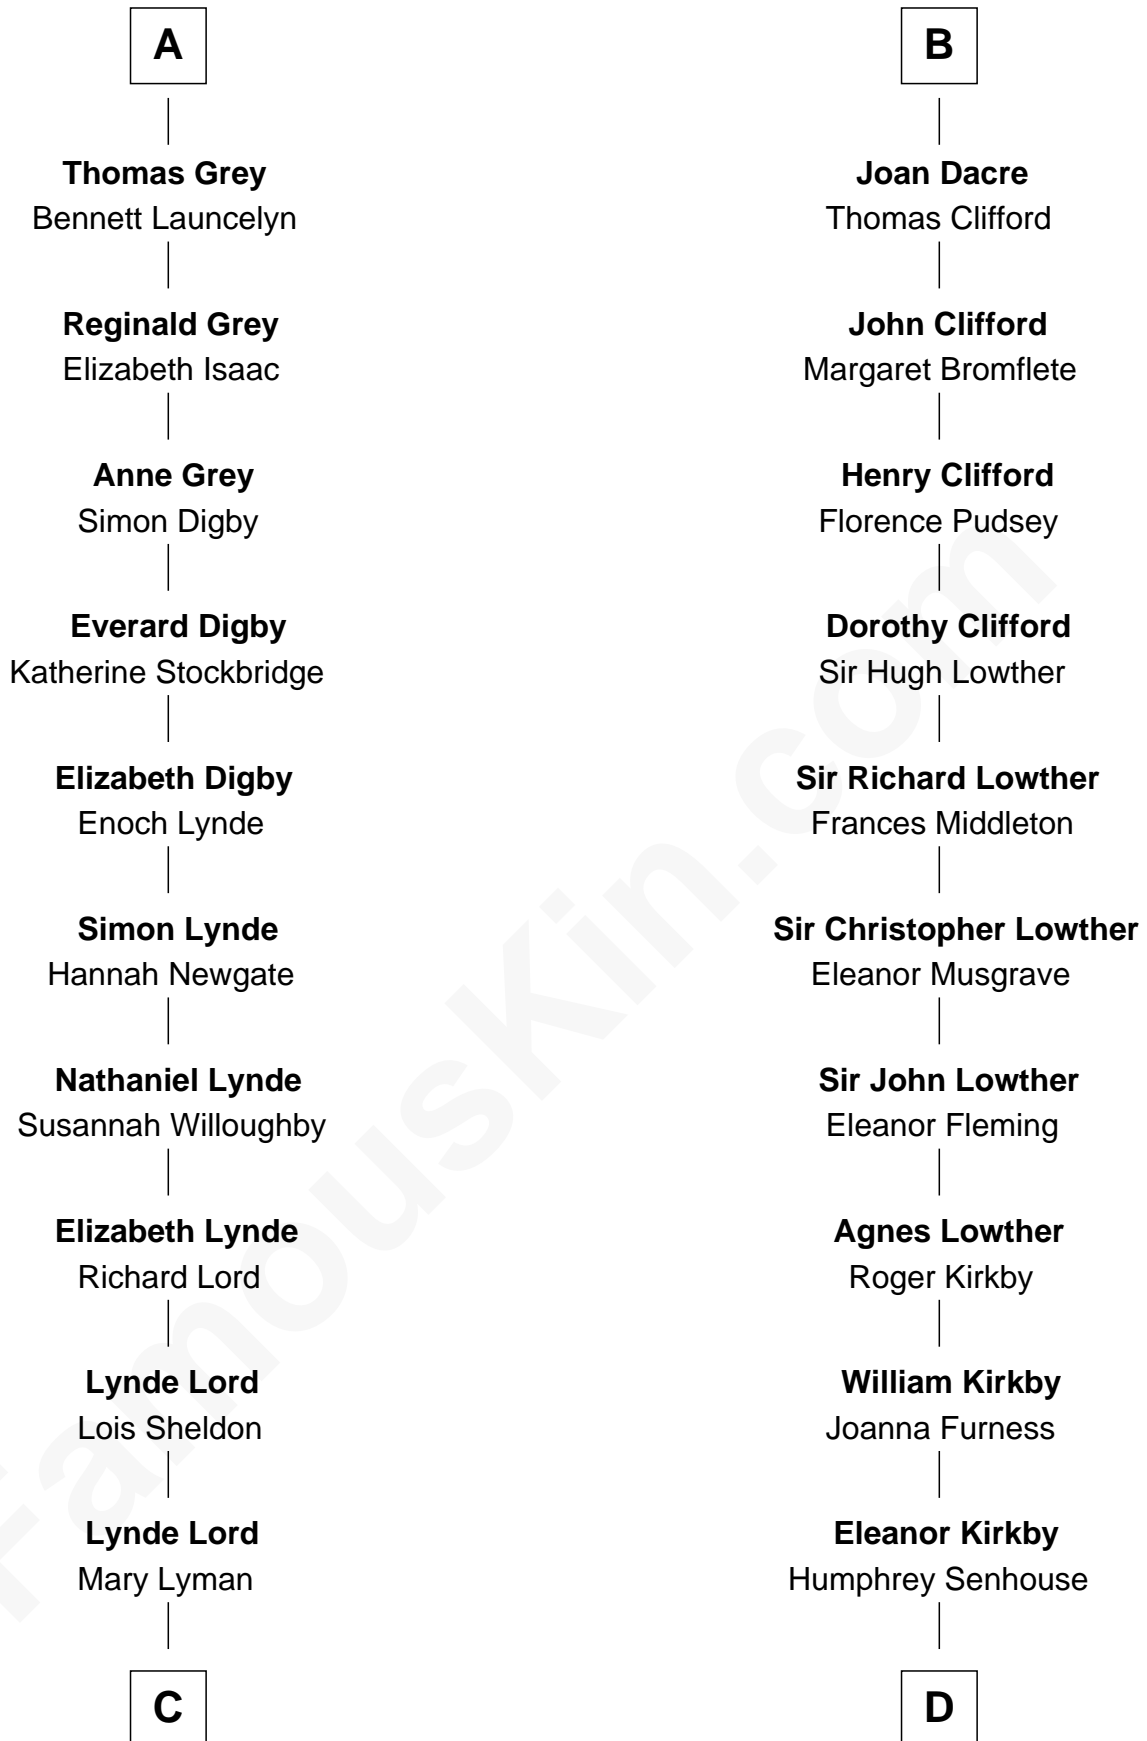 A
Thomas Grey
Bennett Launcelyn
Reginald Grey
Elizabeth Isaac
Anne Grey
Simon Digby
Everard Digby
Katherine Stockbridge
Elizabeth Digby
Enoch Lynde
Simon Lynde
Hannah Newgate
Nathaniel Lynde
Susannah Willoughby
Elizabeth Lynde
Richard Lord
Lynde Lord
Lois Sheldon
Lynde Lord
Mary Lyman
C
B
Joan Dacre
Thomas Clifford
John Clifford
Margaret Bromflete
Henry Clifford
Florence Pudsey
Dorothy Clifford
Sir Hugh Lowther
Sir Richard Lowther
Frances Middleton
Sir Christopher Lowther
Eleanor Musgrave
Sir John Lowther
Eleanor Fleming
Agnes Lowther
Roger Kirkby
William Kirkby
Joanna Furness
Eleanor Kirkby
Humphrey Senhouse
D
FamousKin.com